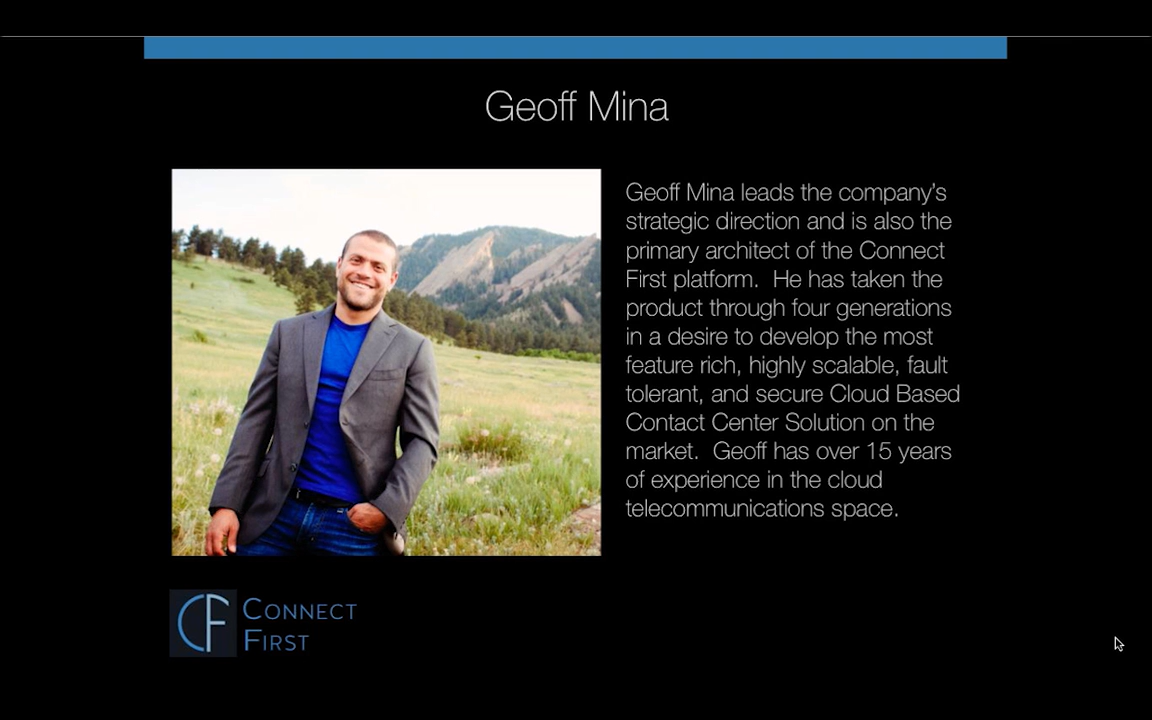 Geoff Mina
Geoff Mina leads the company's
strategic direction and is also the
primary architect of the Connect
First platform.  He has taken the
product through four generations
in a desire to develop the most
feature rich, highly scalable, fault
tolerant, and secure Cloud Based
Contact Center Solution on the
market.  Geoff has over 15 years
of experience in the cloud
telecommunications space.
CF
CONNECT
FIRST